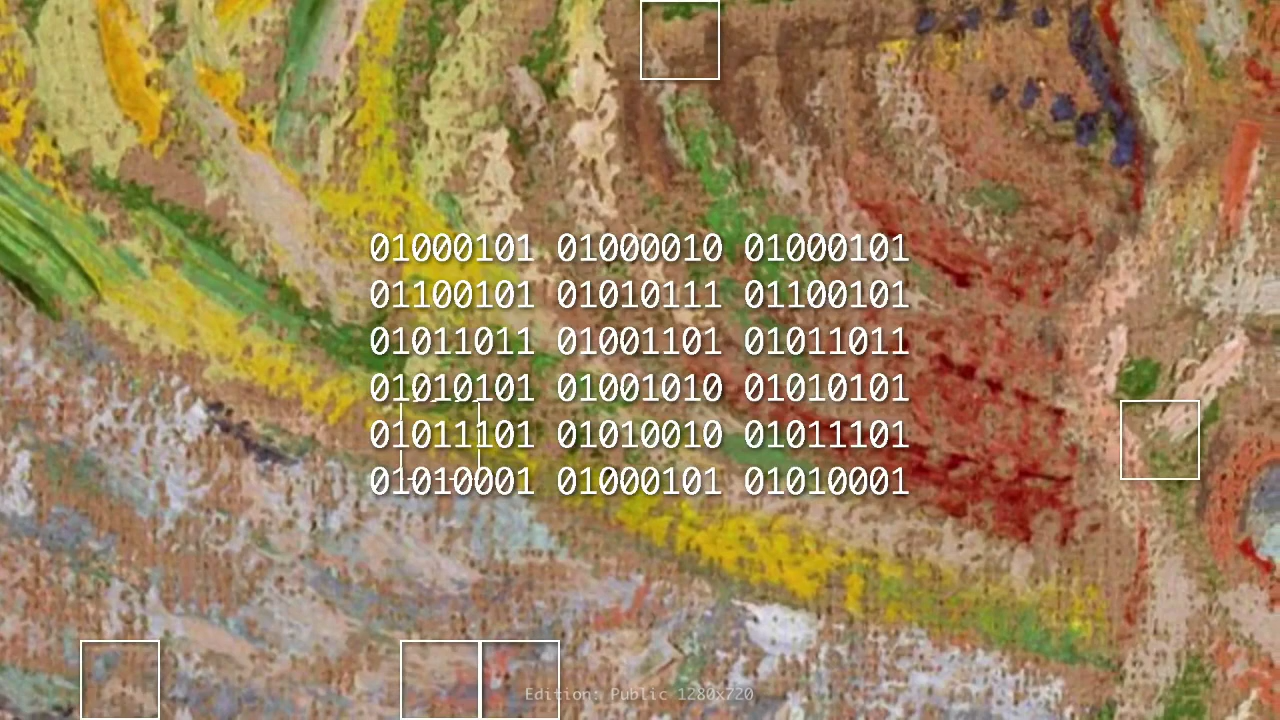 01000101 01000010 01000101
01100101 01010111 01100101
01011011 01001101 01011011
01010101 01001010 01010101
01011101 01010010 01011101
01010001 01000101 01010001
Edition: Public 1280x720